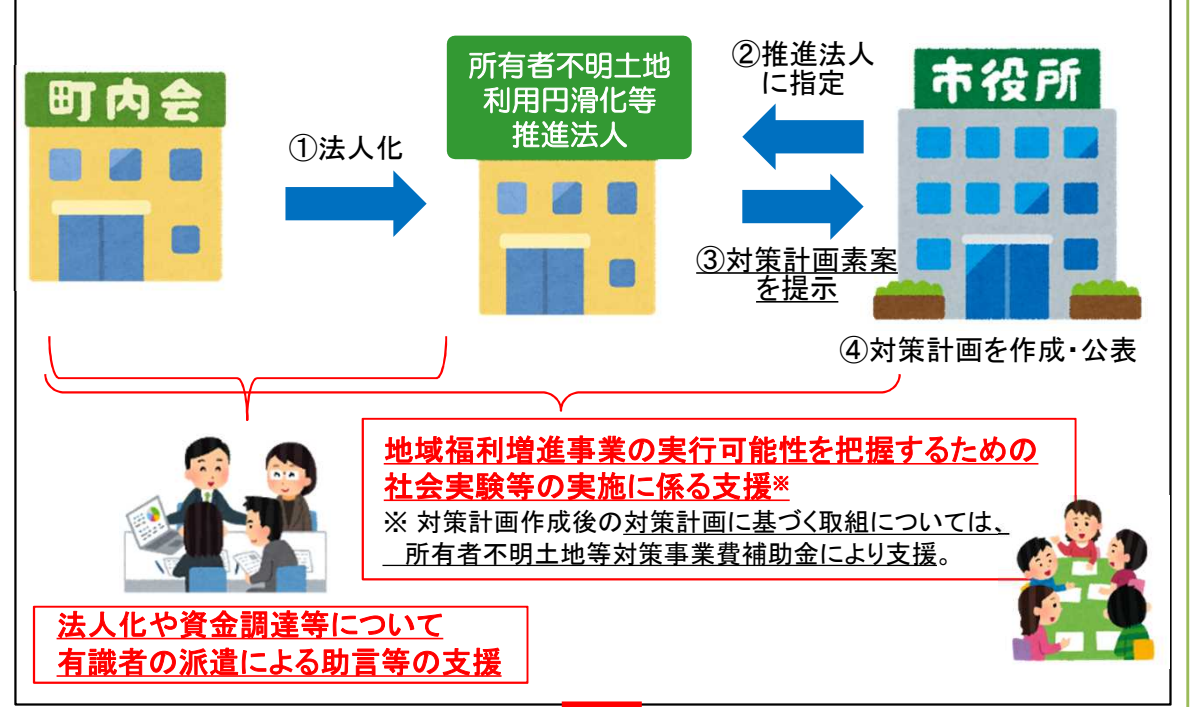 町内会
①法人化
所有者不明土地
利用円滑化等
推進法人
②推進法人
に指定
市役所
③対策計画素案
を提示
④対策計画を作成・公表
地域福利増進事業の実行可能性を把握するための
社会実験等の実施に係る支援※
※ 対策計画作成後の対策計画に基づく取組については、
所有者不明土地等対策事業費補助金により支援。
法人化や資金調達等について
有識者の派遣による助言等の支援